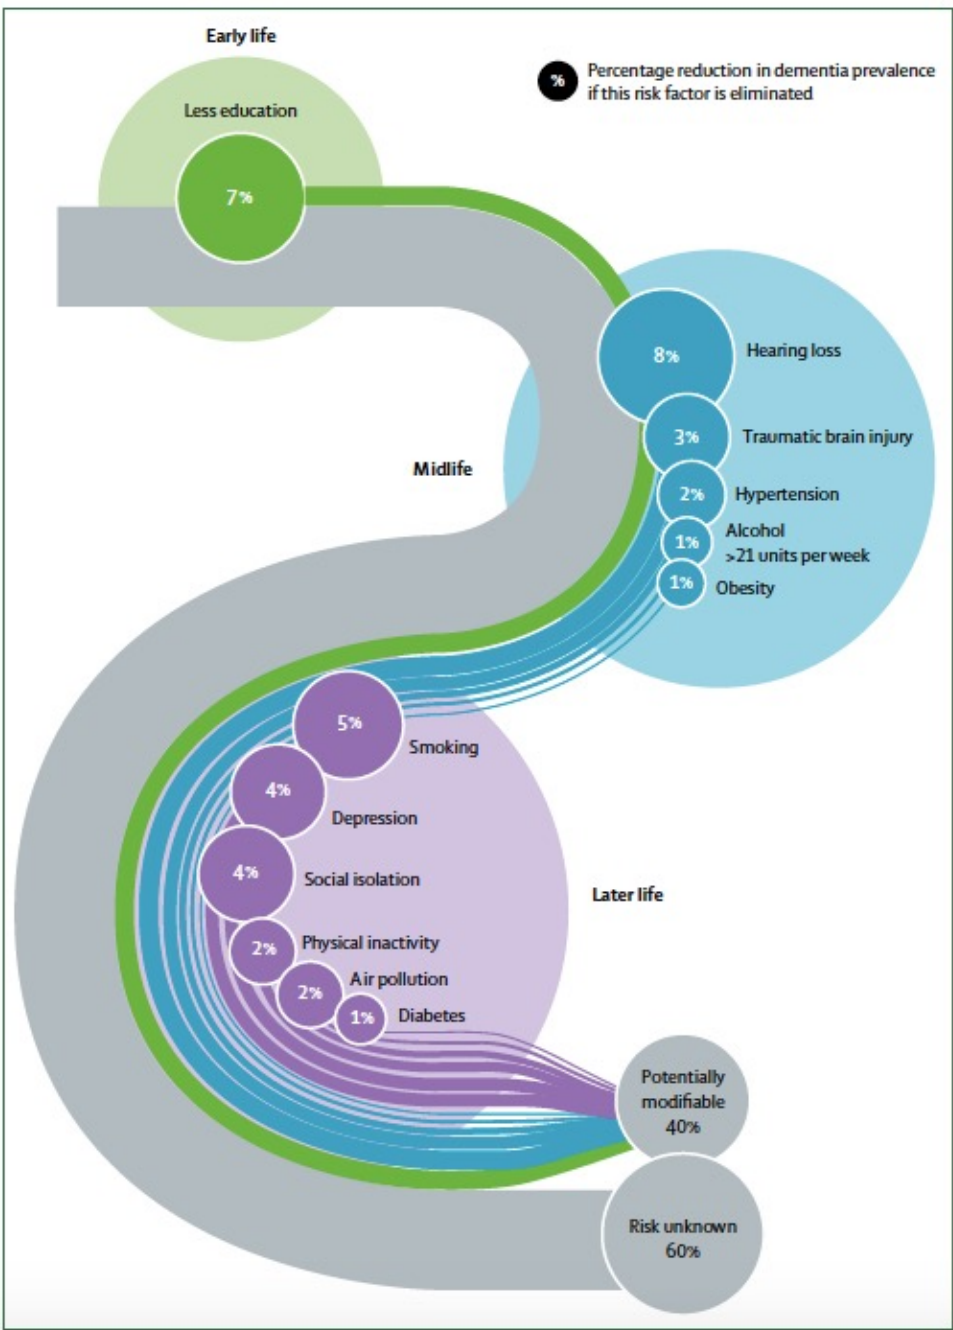 Early life
Less education
7%
%
Percentage reduction in dementia prevalence
if this risk factor is eliminated
8%
Hearing loss
3%
Traumatic brain injury
Midlife
2%
Hypertension
1%
Alcohol
>21 units per week
1%
Obesity
5%
Smoking
4%
Depression
4%
Social isolation
Later life
2%
Physical inactivity
2%
Air pollution
1%
Diabetes
Potentially
modifiable
40%
Risk unknown
60%